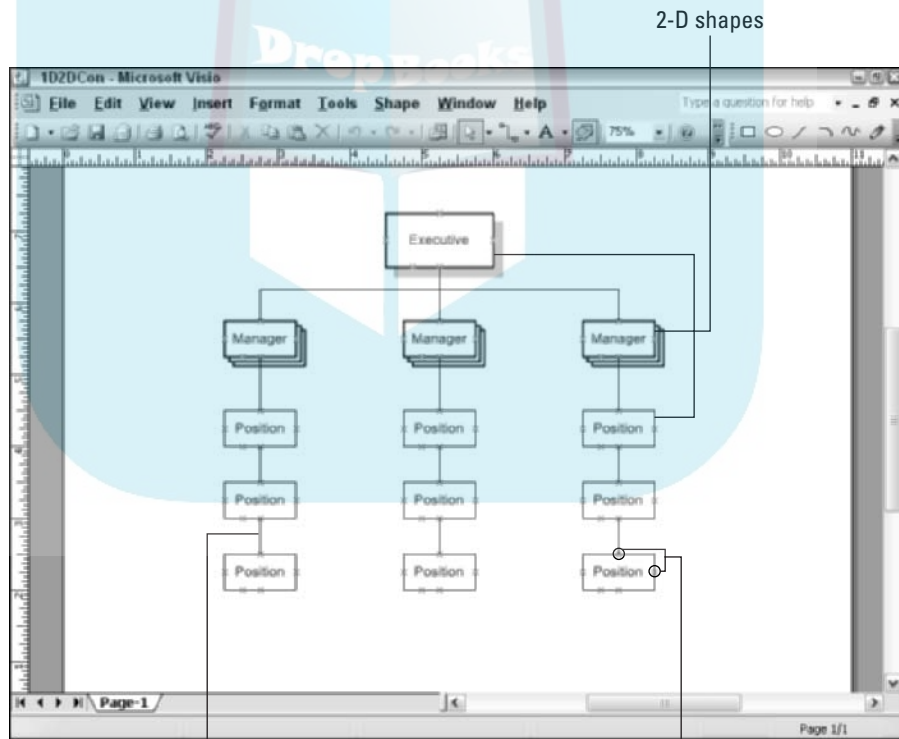 2-D shapes
DropBooks
1D2DCon - Microsoft Visio
File Edit View Insert Format Tools Shape Window Help
Type a question for help
75%
Executive
Manager Manager Manager
Position Position Position
Position Position Position
Position Position Position
Page-1
Page 1/1